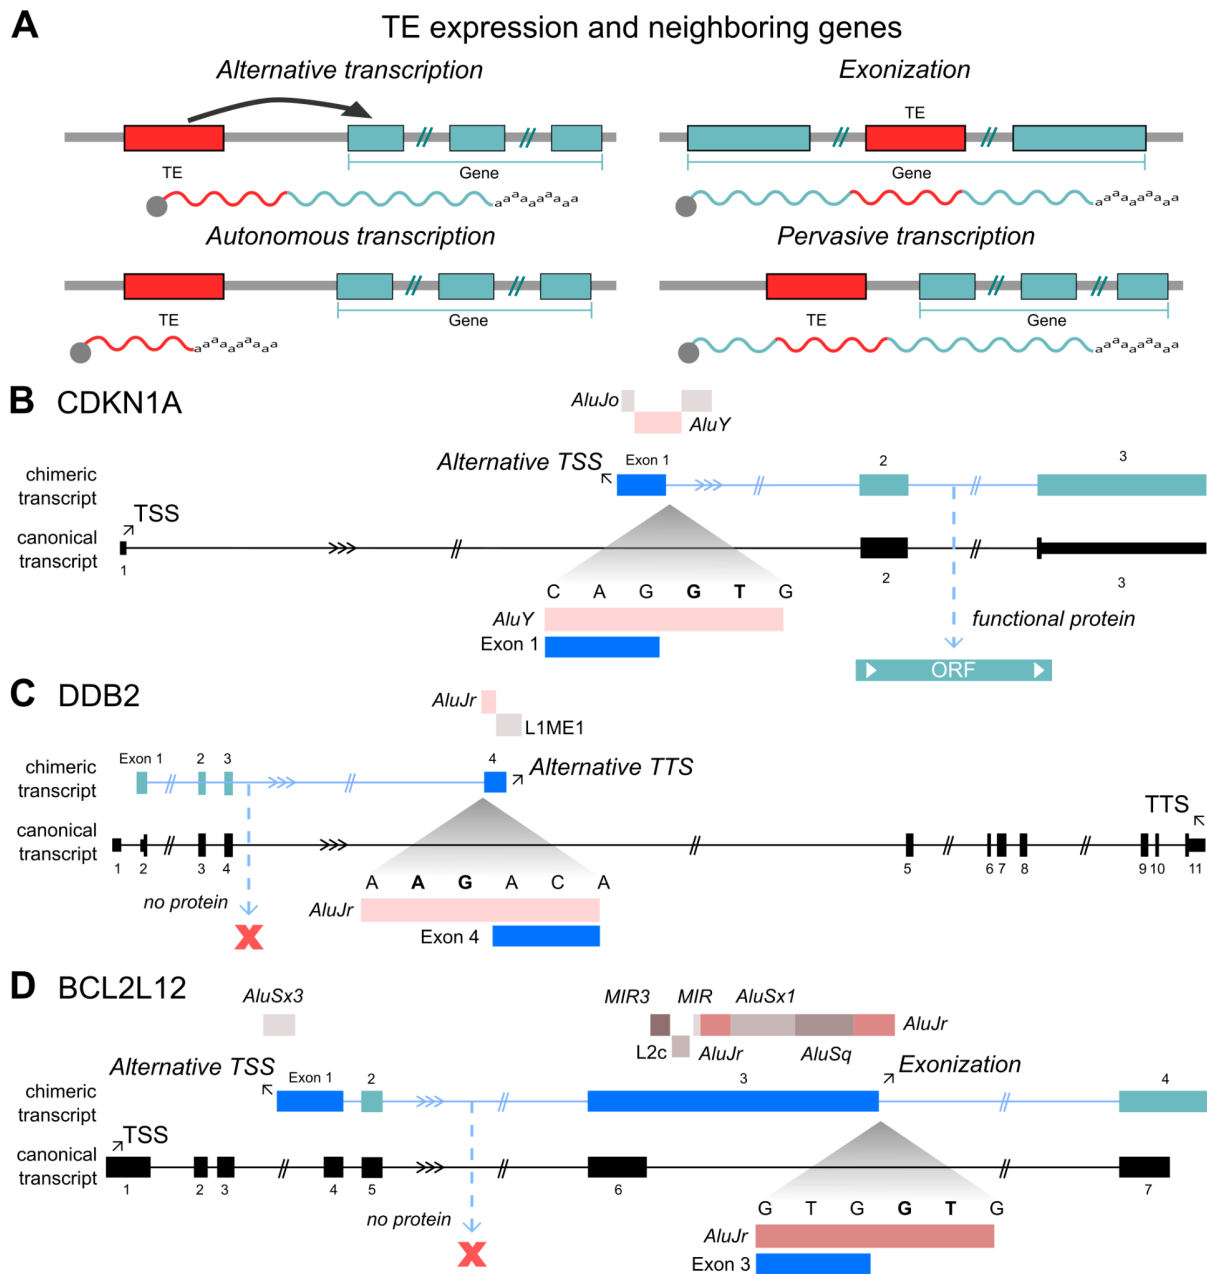 A
TE expression and neighboring genes
Alternative transcription
Exonization
TE
TE
Gene
Gene
aaaaaaaaa
aaaaaaaaa
Autonomous transcription
Pervasive transcription
TE
Gene
TE
Gene
aaaaaaaaa
aaaaaaaaa
B CDKN1A
AluJo
AluY
Alternative TSS
Exon 1
2
3
chimeric
transcript
TSS
canonical
transcript
1
2
3
C A G G T G
AluY
Exon 1
functional protein
ORF
C DDB2
AluJr
L1ME1
Exon 1 2 3
4
Alternative TTS
chimeric
transcript
TTS
canonical
transcript
1 2 3 4 5 6 7 8 9 10 11
no protein
X
A A G A C A
AluJr
Exon 4
D BCL2L12
AluSx3
MIR3 MIR AluSx1
AluJr
L2c AluJr AluSq
Alternative TSS
Exonization
Exon 1 2 3 4
chimeric
transcript
TSS
canonical
transcript
1 2 3 4 5 6 7
no protein
X
G T G G T G
AluJr
Exon 3